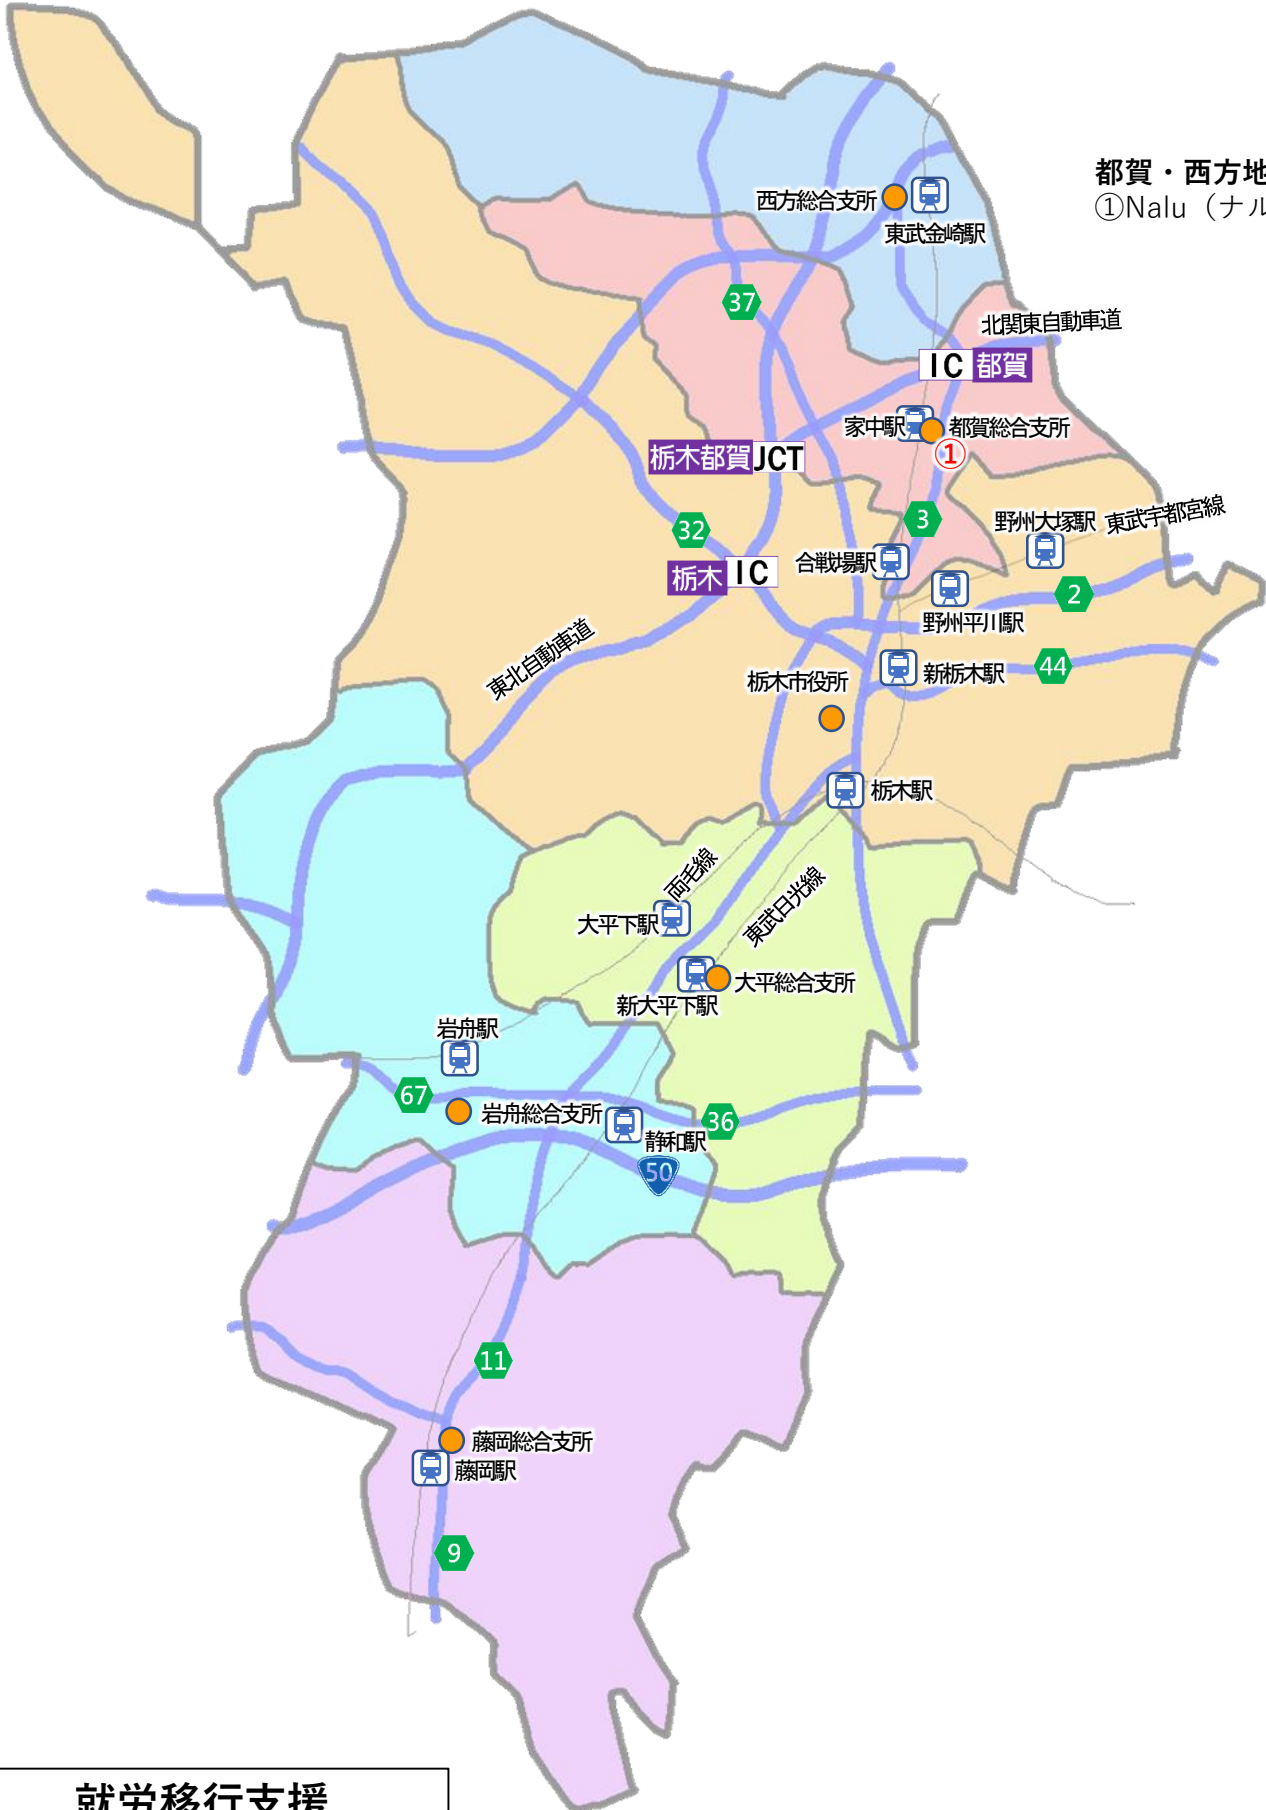 都賀・西方地
①Nalu（ナル
西方総合支所
東武金崎駅
37
北関東自動車道
IC 都賀
家中駅
都賀総合支所
①
栃木都賀JCT
32
3
野州大塚駅
東武宇都宮線
合戦場駅
栃木 IC
2
野州平川駅
東北自動車道
44
新栃木駅
栃木市役所
栃木駅
両毛線
東武日光線
大平下駅
大平総合支所
新大平下駅
岩舟駅
67
岩舟総合支所
36
静和駅
50
11
藤岡総合支所
藤岡駅
9
就労移行支援